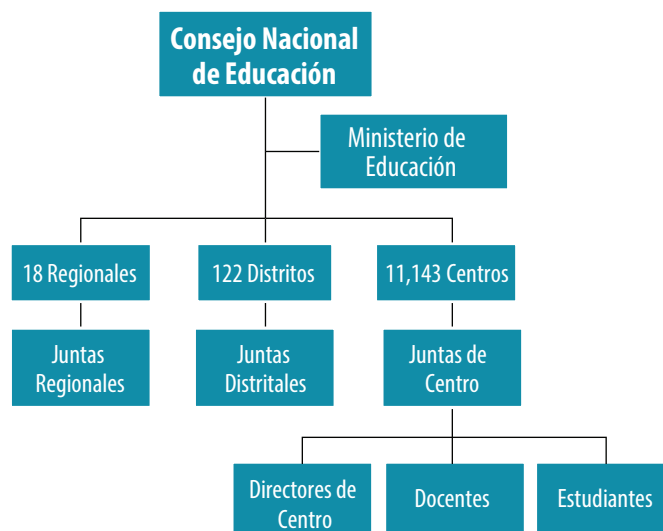 Consejo Nacional
de Educación
Ministerio de
Educación
18 Regionales
122 Distritos
11,143 Centros
Juntas
Regionales
Juntas
Distritales
Juntas de
Centro
Directores de
Centro
Docentes
Estudiantes